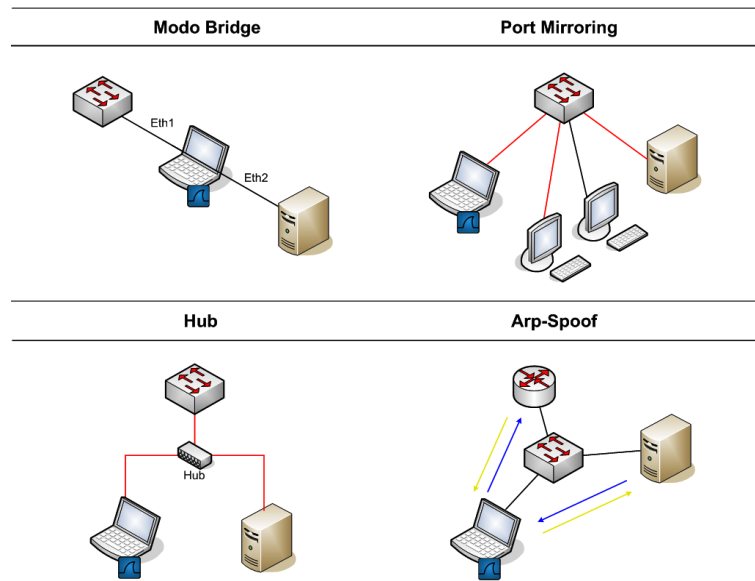 Modo Bridge
Port Mirroring
Eth1
Eth2
Hub
Arp-Spoof
Hub